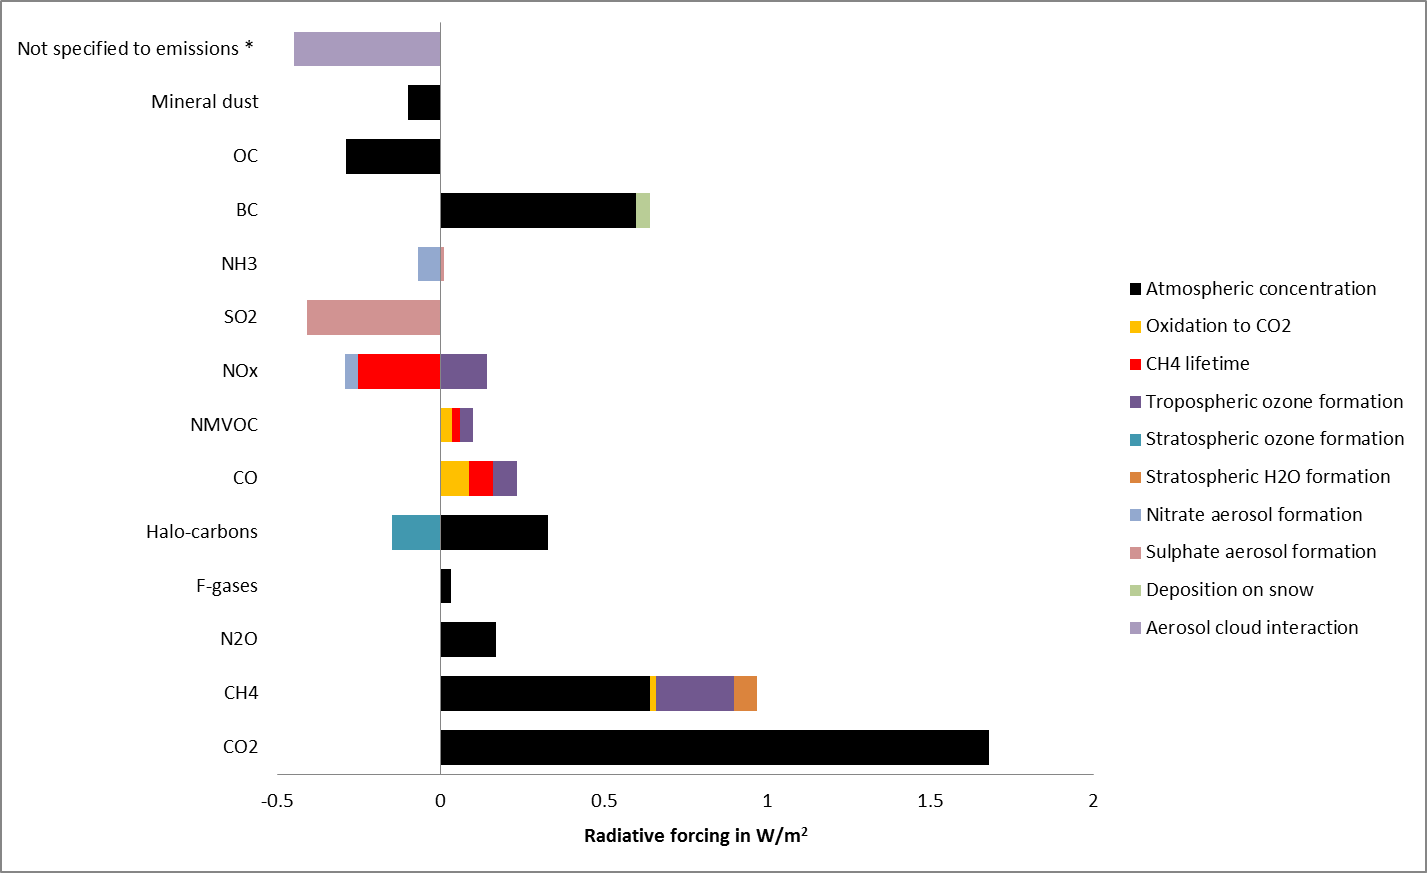 Not specified to emissions *
Mineral dust
OC
BC
NH3
SO2
NOx
NMVOC
CO
Halo-carbons
F-gases
N2O
CH4
CO2
-0.5 0 0.5 1 1.5 2
Radiative forcing in W/m²
Atmospheric concentration
Oxidation to CO2
CH4 lifetime
Tropospheric ozone formation
Stratospheric ozone formation
Stratospheric H2O formation
Nitrate aerosol formation
Sulphate aerosol formation
Deposition on snow
Aerosol cloud interaction